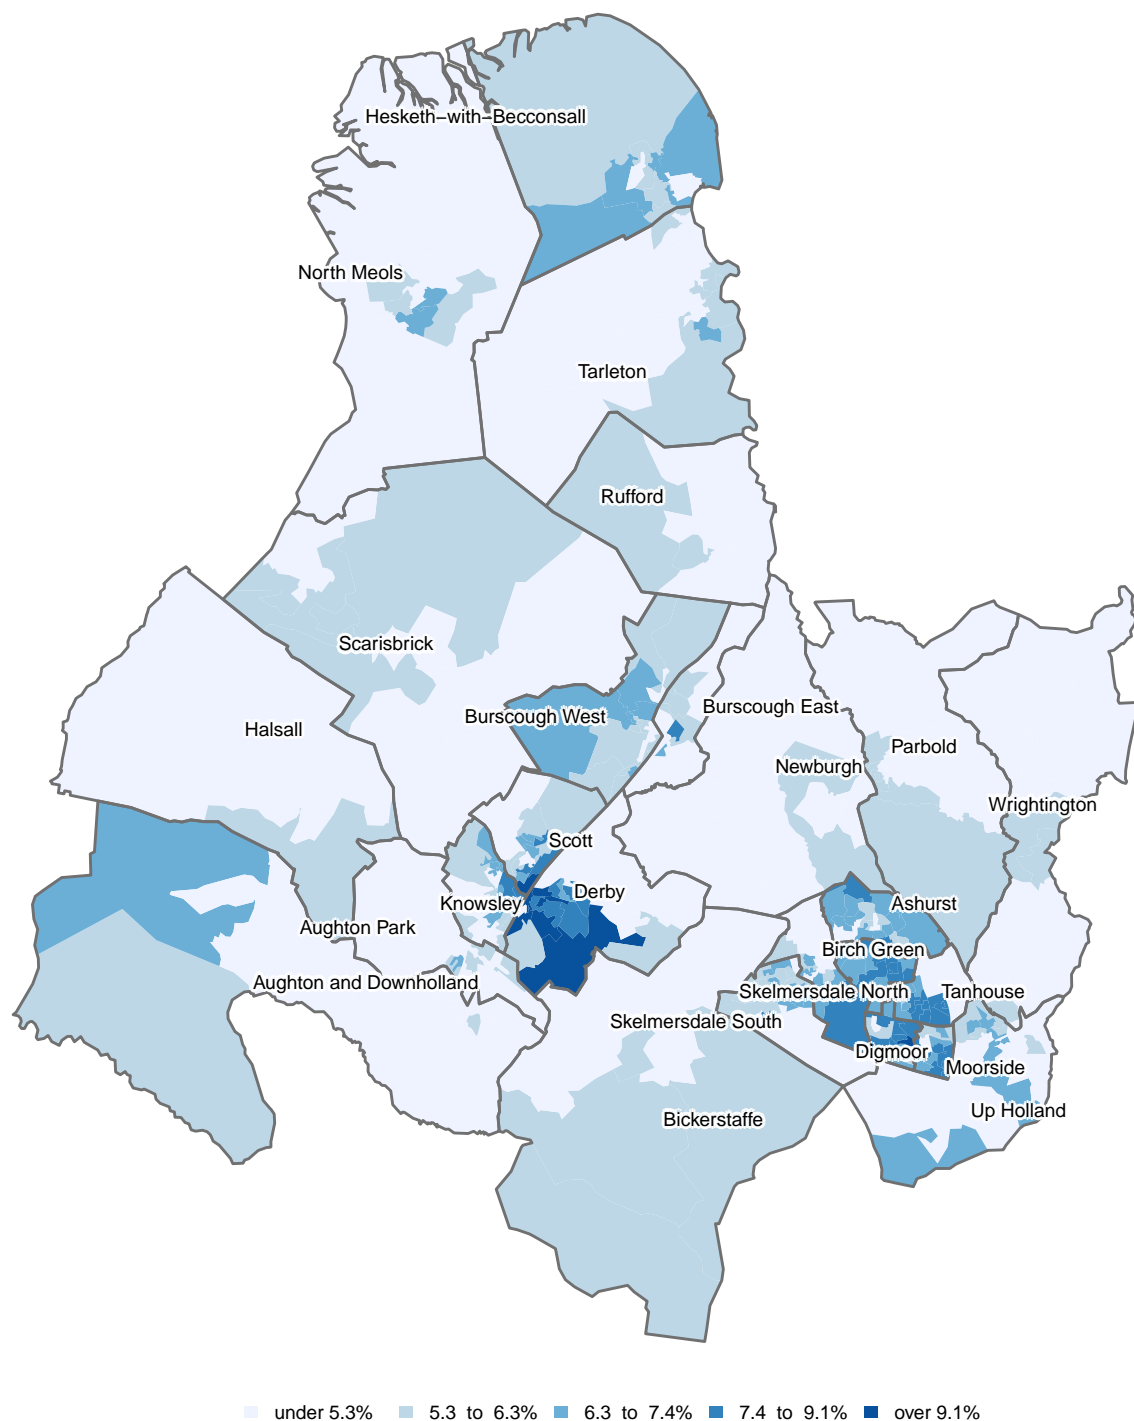 Hesketh−with−Becconsall
North Meols
Tarleton
Rufford
Scarisbrick
Burscough East
Burscough West
Halsall
Parbold
Newburgh
Wrightington
Scott
Derby
Knowsley
Ashurst
Aughton Park
Birch Green
Aughton and Downholland
Skelmersdale North
Tanhouse
Skelmersdale South
Digmoor
Moorside
Up Holland
Bickerstaffe
under 5.3% 5.3 to 6.3% 6.3 to 7.4% 7.4 to 9.1% over 9.1%